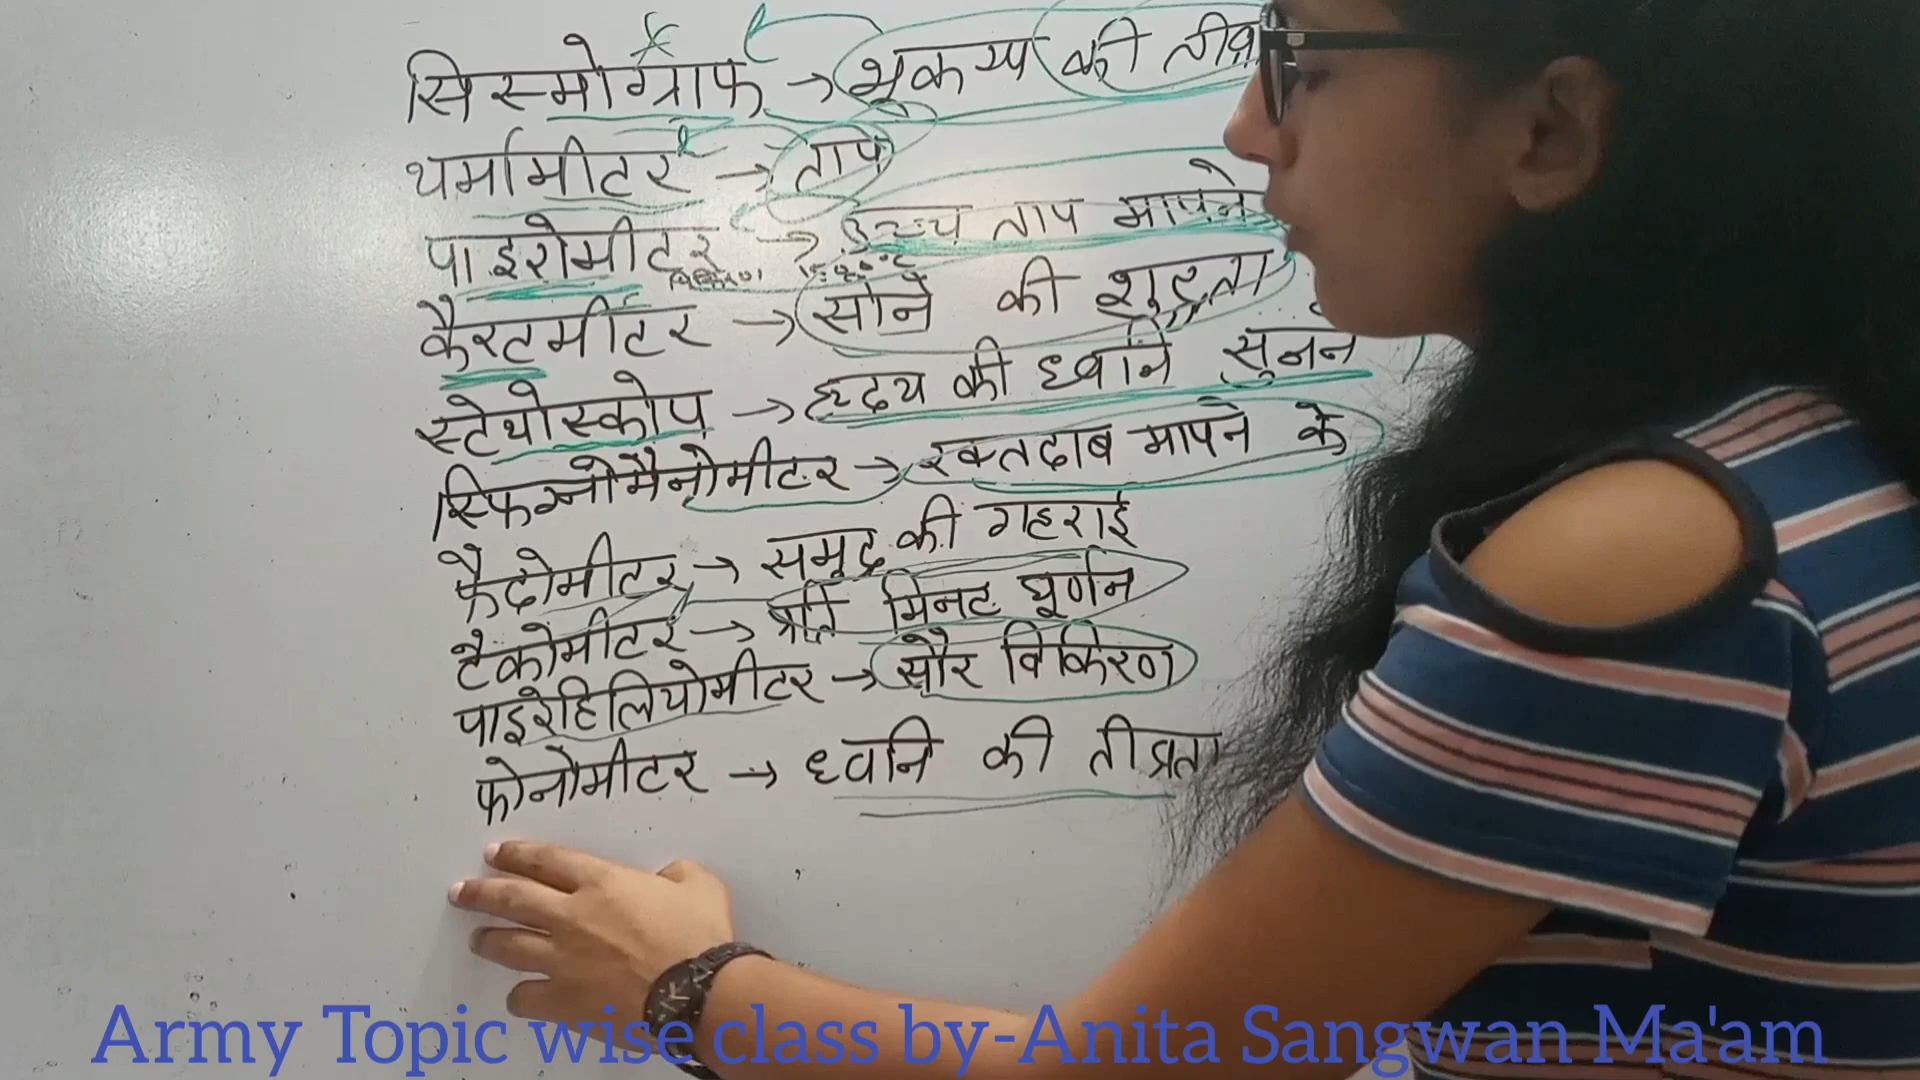 सिस्मोग्राफ → भूकम्प की तीव्र
थर्मामीटर → ताप
पाइरोमीटर → उच्च ताप मापने
कैरटमीटर → सोने की शुद्धता
स्टेथोस्कोप → हृदय की ध्वनि सुनने
स्फिग्नोमैनोमीटर → रक्तदाब मापने के
फैदोमीटर → समुद्र की गहराई
टैकोमीटर → प्रति मिनट घूर्णन
पाइरेहिलियोमीटर → सौर विकिरण
फोनोमीटर → ध्वनि की तीव्रता
Army Topic wise class by-Anita Sangwan Ma'am